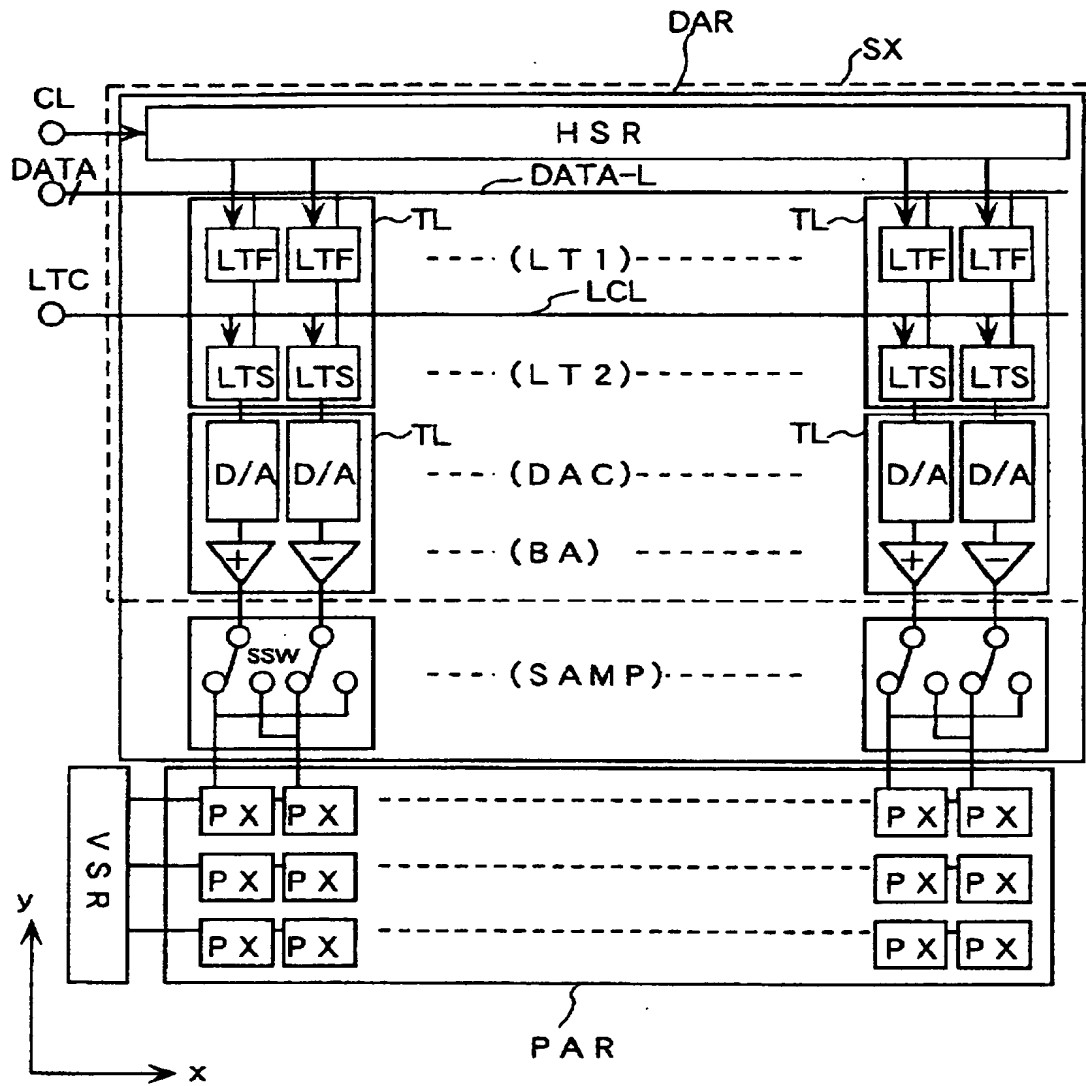 DAR
SX
CL
HSR
DATA
DATA-L
TL TL
LTF LTF (LT1) LTF LTF
LTC
LCL
LTS LTS (LT2) LTS LTS
TL TL
D/A D/A (DAC) D/A D/A
+ − (BA) + −
SSW
(SAMP)
PX PX PX PX
VSR
PX PX PX PX
y
PX PX PX PX
x
PAR